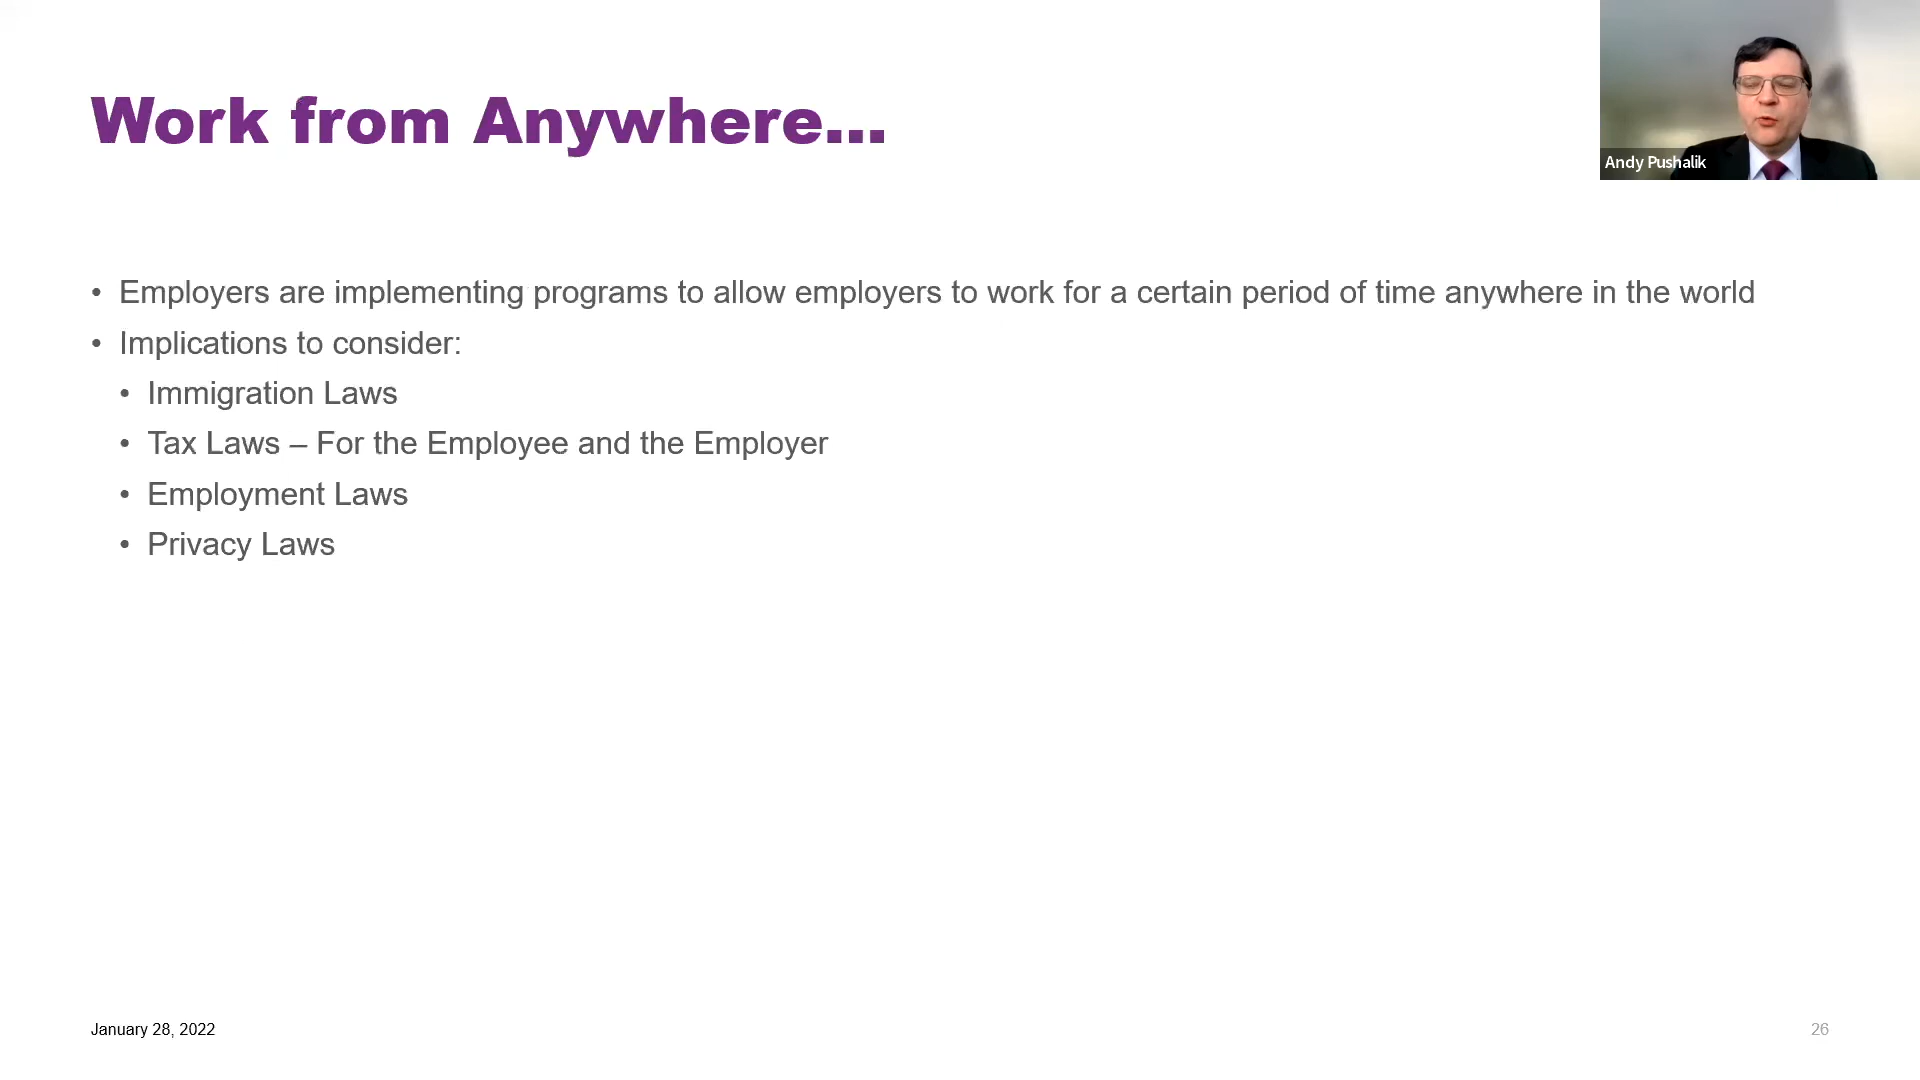 Work from Anywhere...
Andy Pushalik
• Employers are implementing programs to allow employers to work for a certain period of time anywhere in the world
• Implications to consider:
• Immigration Laws
• Tax Laws – For the Employee and the Employer
• Employment Laws
• Privacy Laws
January 28, 2022
26